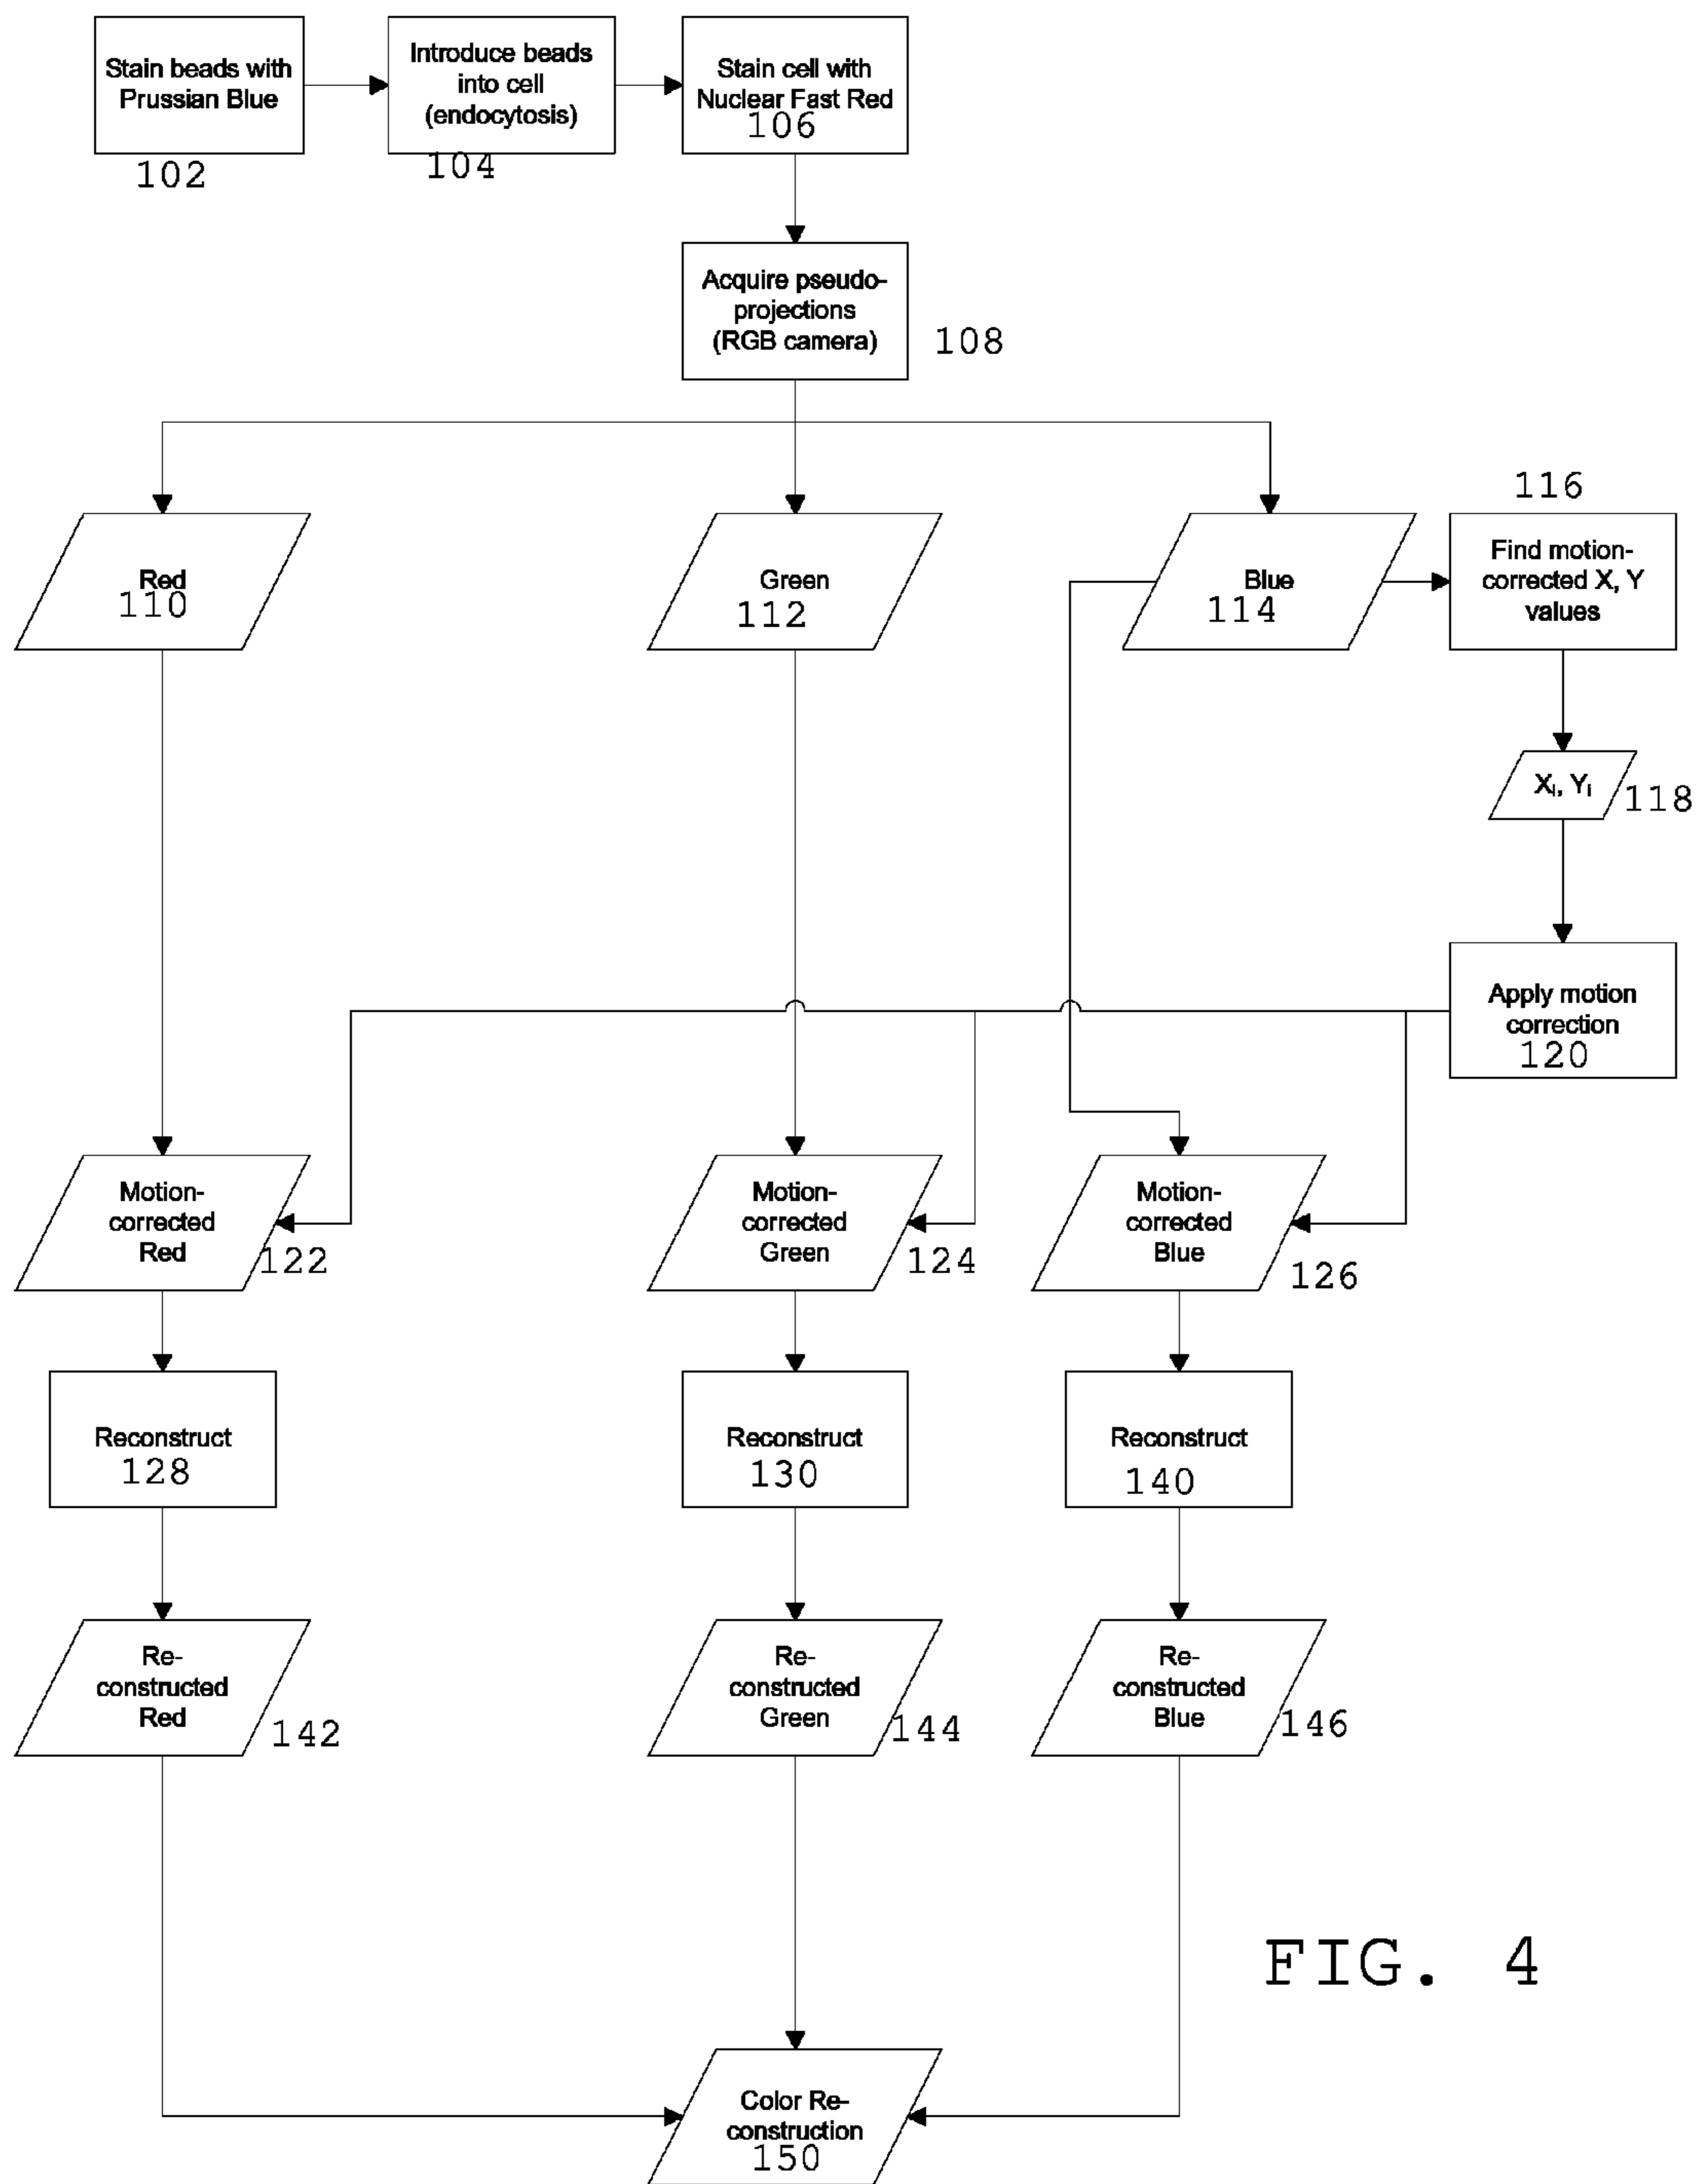 Stain beads with
Prussian Blue
102
Introduce beads
into cell
(endocytosis)
104
Stain cell with
Nuclear Fast Red
106
Acquire pseudo-
projections
(RGB camera)
108
Red
110
Green
112
Blue
114
116
Find motion-
corrected X, Y
values
Xi, Yi
118
Apply motion
correction
120
Motion-
corrected
Red
122
Motion-
corrected
Green
124
Motion-
corrected
Blue
126
Reconstruct
128
Reconstruct
130
Reconstruct
140
Re-
constructed
Red
142
Re-
constructed
Green
144
Re-
constructed
Blue
146
FIG. 4
Color Re-
construction
150